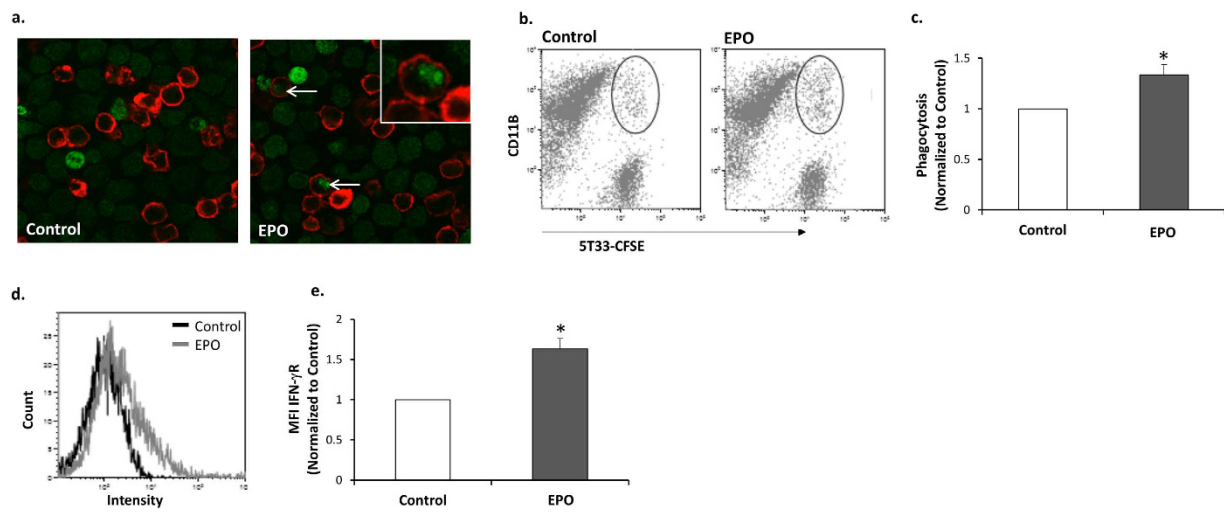 a.
Control
EPO
b.
Control
EPO
CD11B
5T33-CFSE
c.
Phagocytosis
(Normalized to Control)
1.5
1
0.5
0
*
Control
EPO
d.
Count
Control
EPO
Intensity
e.
MFI IFN-γR
(Normalized to Control)
2
1.5
1
0.5
0
*
Control
EPO